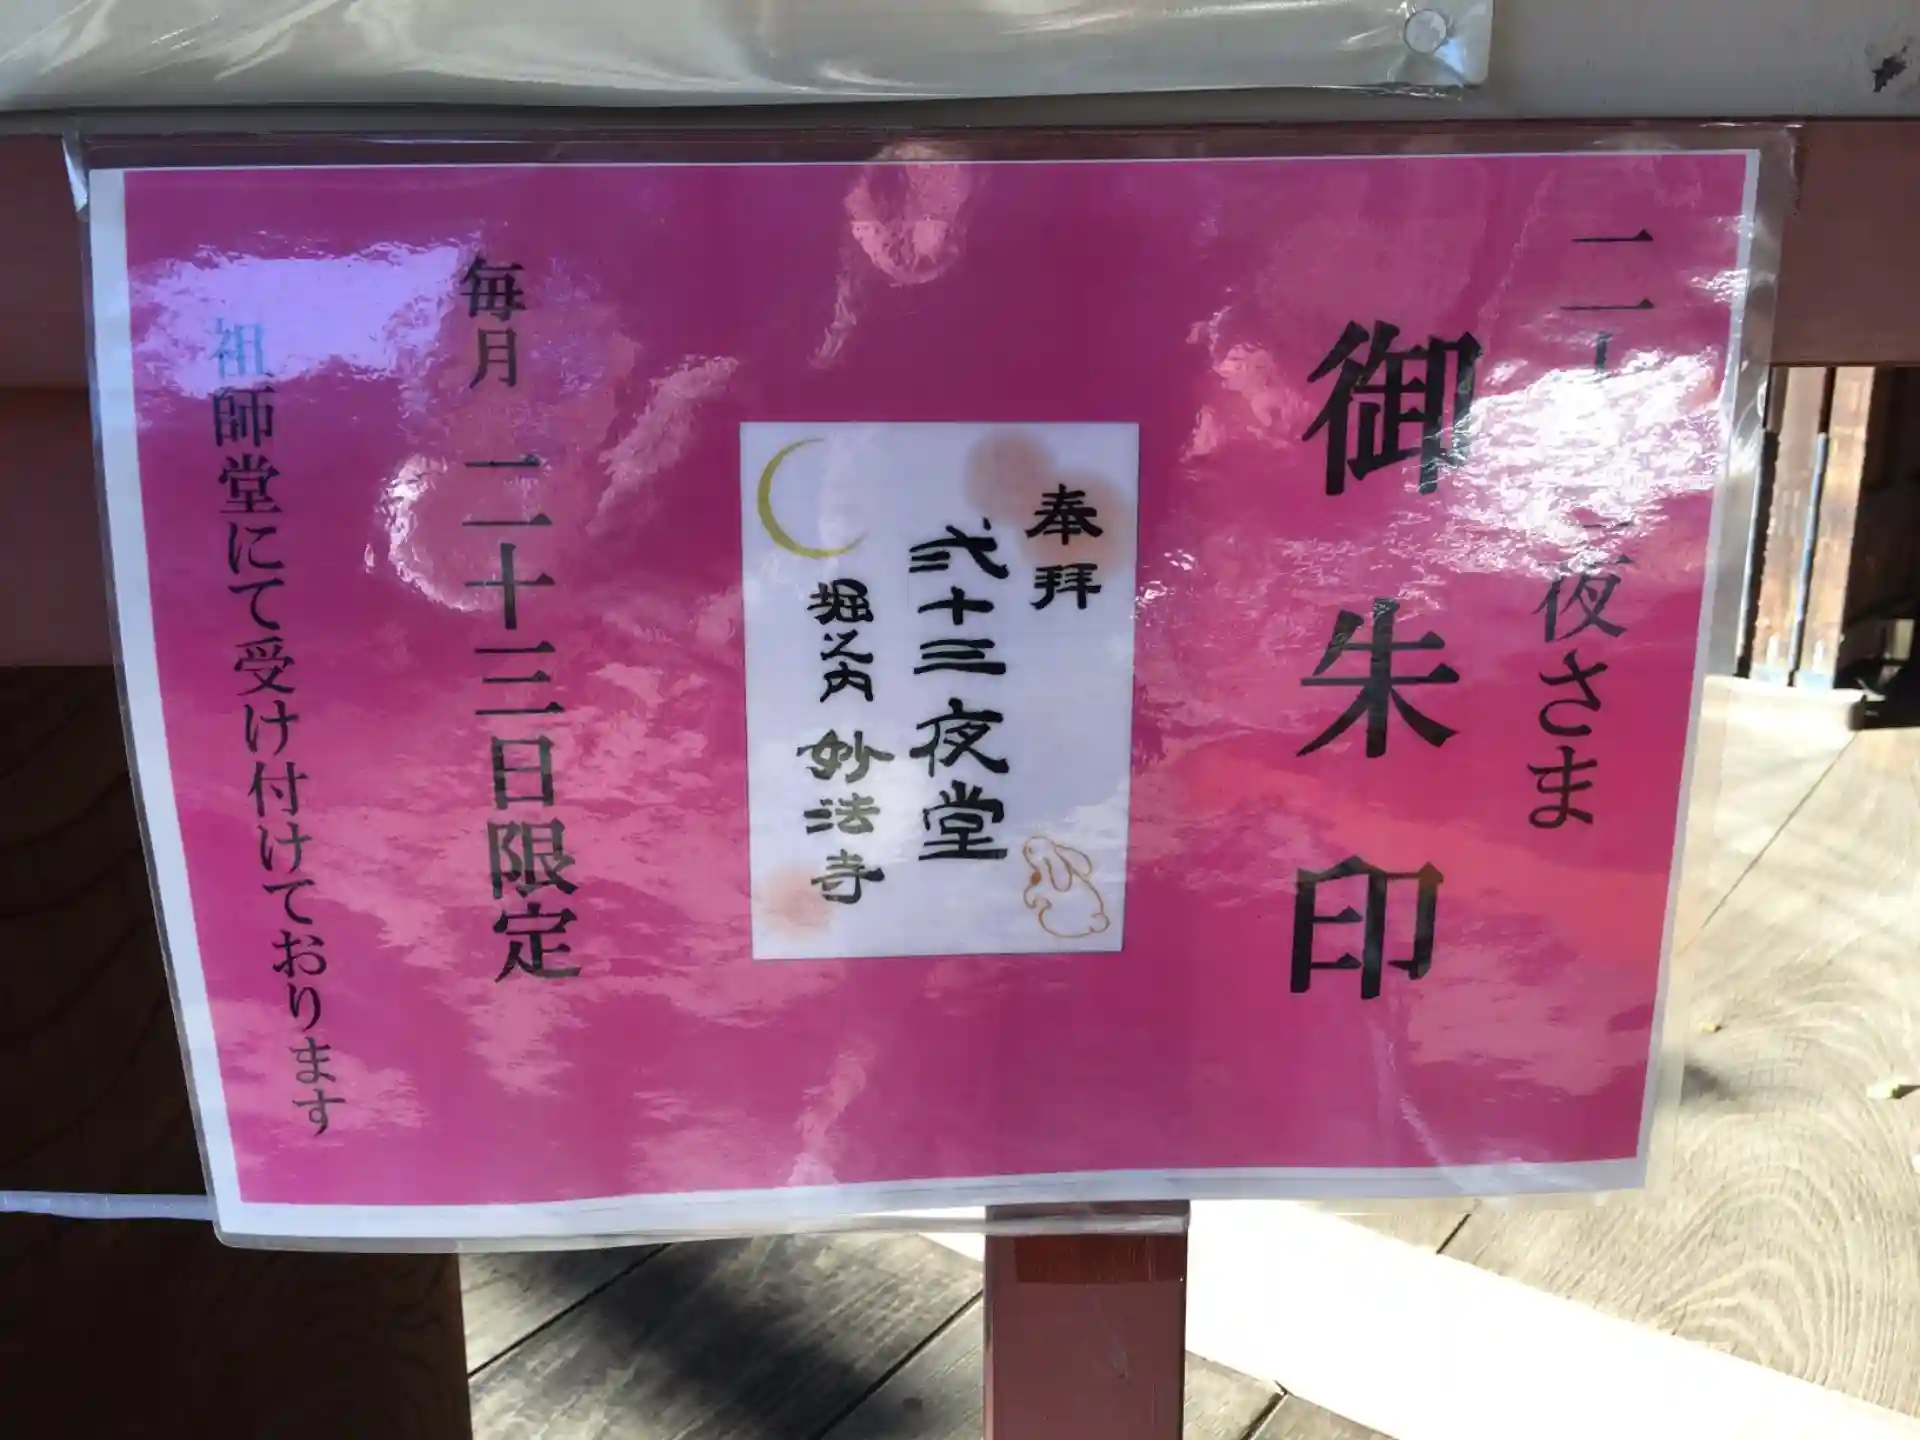 二十三夜さま
御朱印
奉拝
弐十三夜堂
堀之内 妙法寺
毎月 二十三日限定
祖師堂にて受け付けております